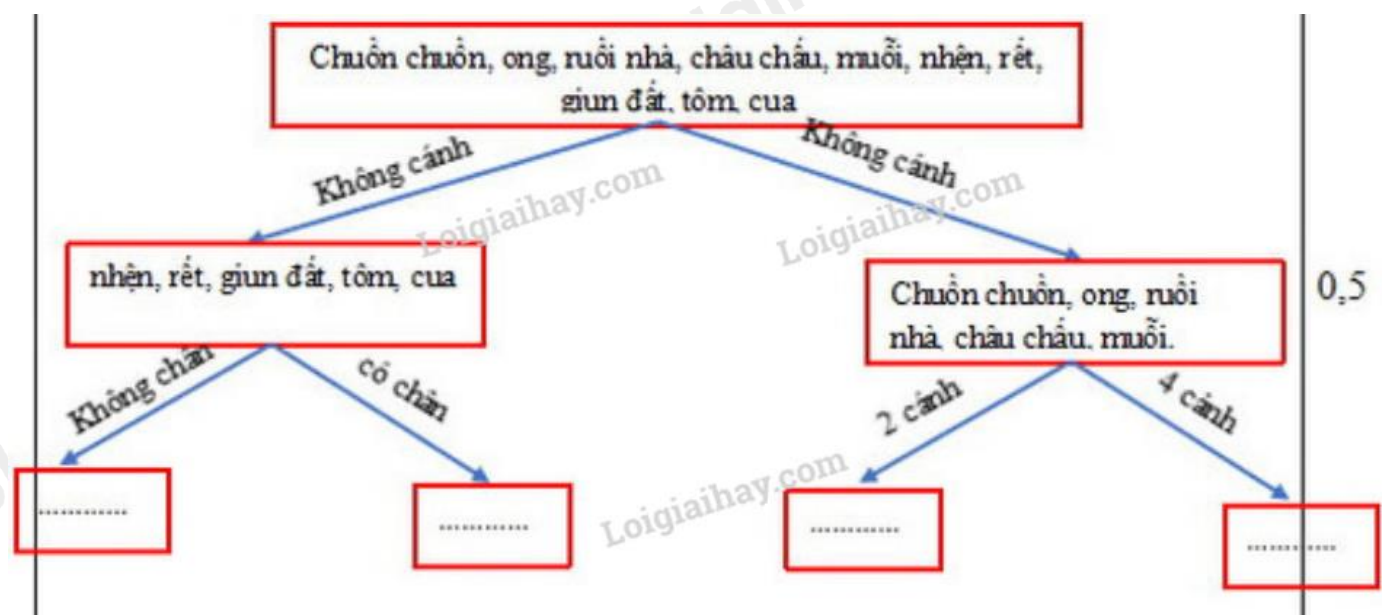 Chuồn chuồn, ong, ruồi nhà, châu chấu, muỗi, nhện, rết,
giun đất, tôm, cua
Không cánh
Không cánh
Loigiaihay.com
Loigiaihay.com
nhện, rết, giun đất, tôm, cua
Chuồn chuồn, ong, ruồi
nhà, châu chấu, muỗi.
0,5
Không chân
có chân
2 cánh
4 cánh
Loigiaihay.com
............
............
............
............